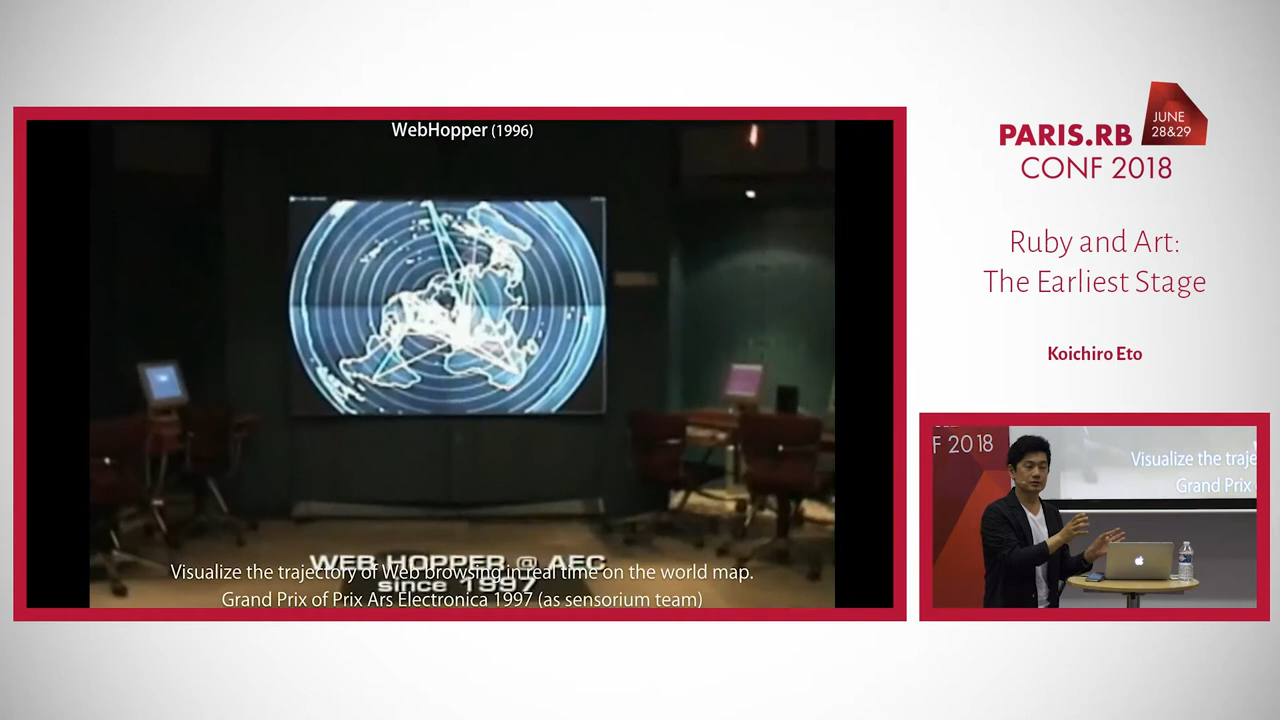 WebHopper (1996)
WEB HOPPER @ AEC
since 1997
Visualize the trajectory of Web browsing in real time on the world map.
Grand Prix of Prix Ars Electronica 1997 (as sensorium team)
PARIS.RB
CONF 2018
JUNE
28&29
Ruby and Art:
The Earliest Stage
Koichiro Eto
F 2018
Visualize the traje
Grand Prix